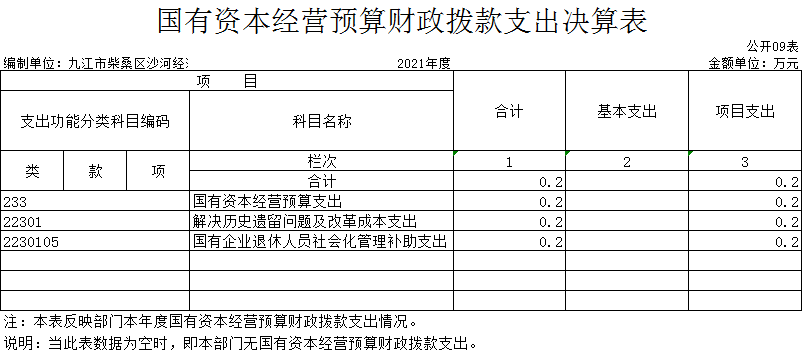 国有资本经营预算财政拨款支出决算表
公开09表
编制单位：九江市柴桑区沙河经 2021年度 金额单位：万元
项 目 合计 基本支出 项目支出
支出功能分类科目编码 科目名称
类 款 项 栏次 1 2 3
合计 0.2 0.2
233 国有资本经营预算支出 0.2 0.2
22301 解决历史遗留问题及改革成本支出 0.2 0.2
2230105 国有企业退休人员社会化管理补助支出 0.2 0.2
注：本表反映部门本年度国有资本经营预算财政拨款支出情况。
说明：当此表数据为空时，即本部门无国有资本经营预算财政拨款支出。